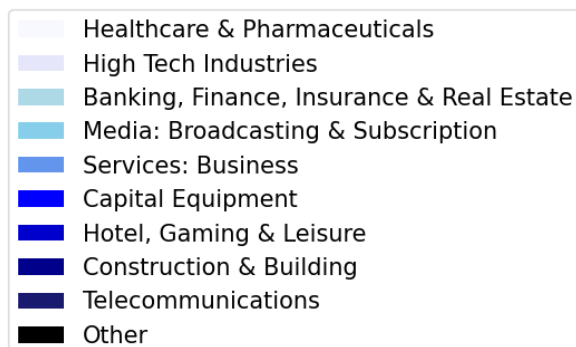 Healthcare & Pharmaceuticals
High Tech Industries
Banking, Finance, Insurance & Real Estate
Media: Broadcasting & Subscription
Services: Business
Capital Equipment
Hotel, Gaming & Leisure
Construction & Building
Telecommunications
Other